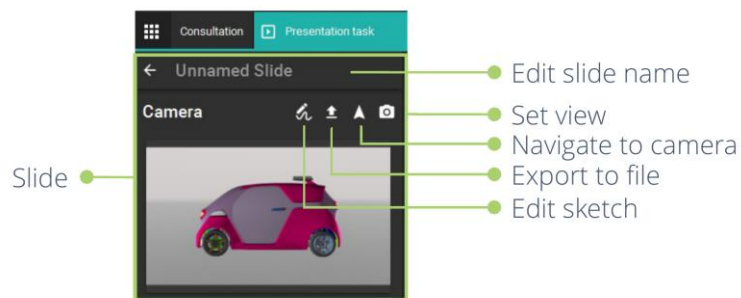 Consultation
Presentation task
Unnamed Slide
Edit slide name
Camera
Set view
Navigate to camera
Slide
Export to file
Edit sketch